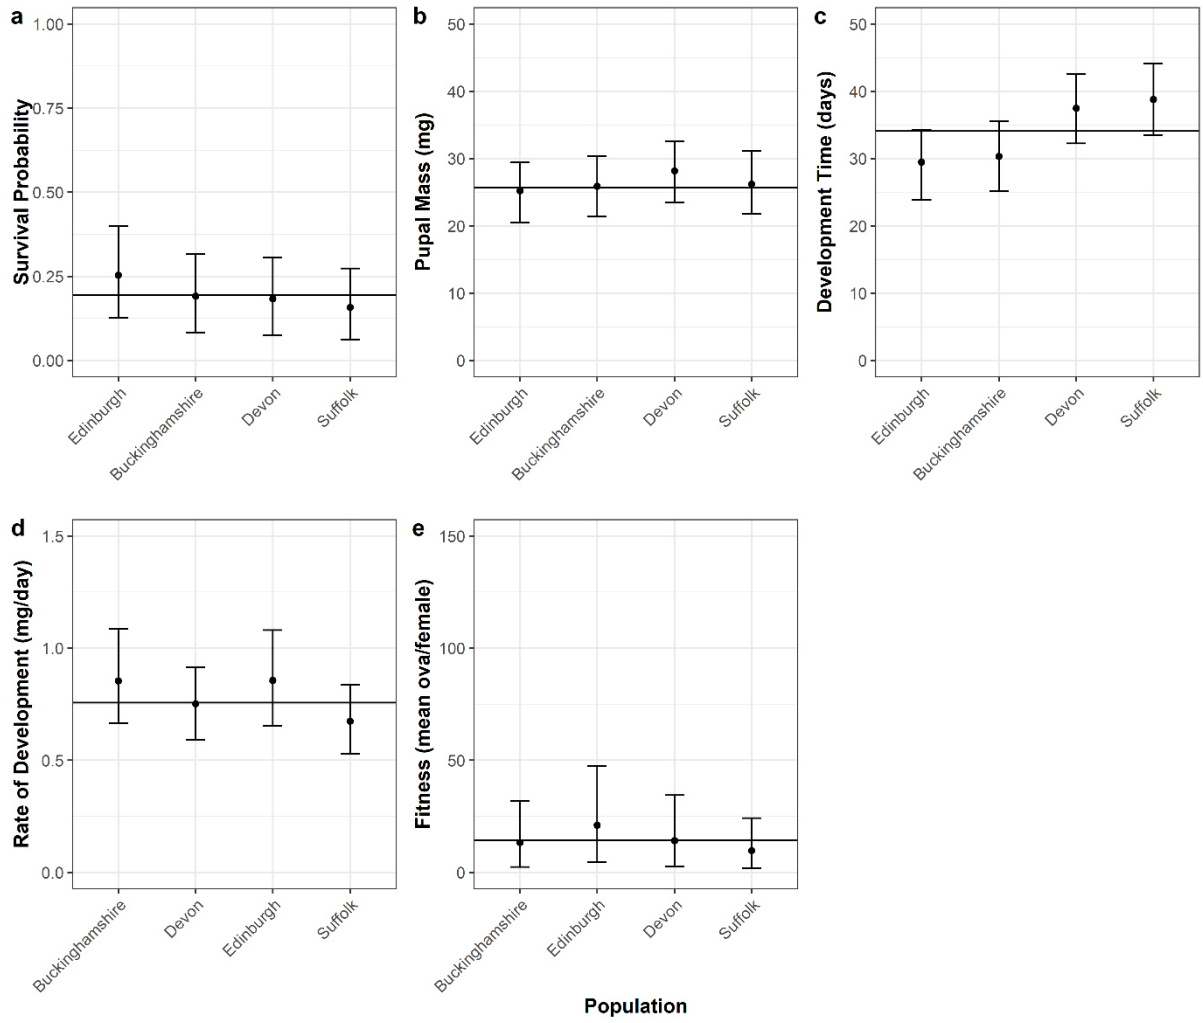 a
Survival Probability
1.00
0.75
0.50
0.25
0.00
Edinburgh
Buckinghamshire
Devon
Suffolk
b
Pupal Mass (mg)
50
40
30
20
10
0
Edinburgh
Buckinghamshire
Devon
Suffolk
c
Development Time (days)
50
40
30
20
10
0
Edinburgh
Buckinghamshire
Devon
Suffolk
d
Rate of Development (mg/day)
1.5
1.0
0.5
0.0
Buckinghamshire
Devon
Edinburgh
Suffolk
e
Fitness (mean ova/female)
150
100
50
0
Buckinghamshire
Edinburgh
Devon
Suffolk
Population